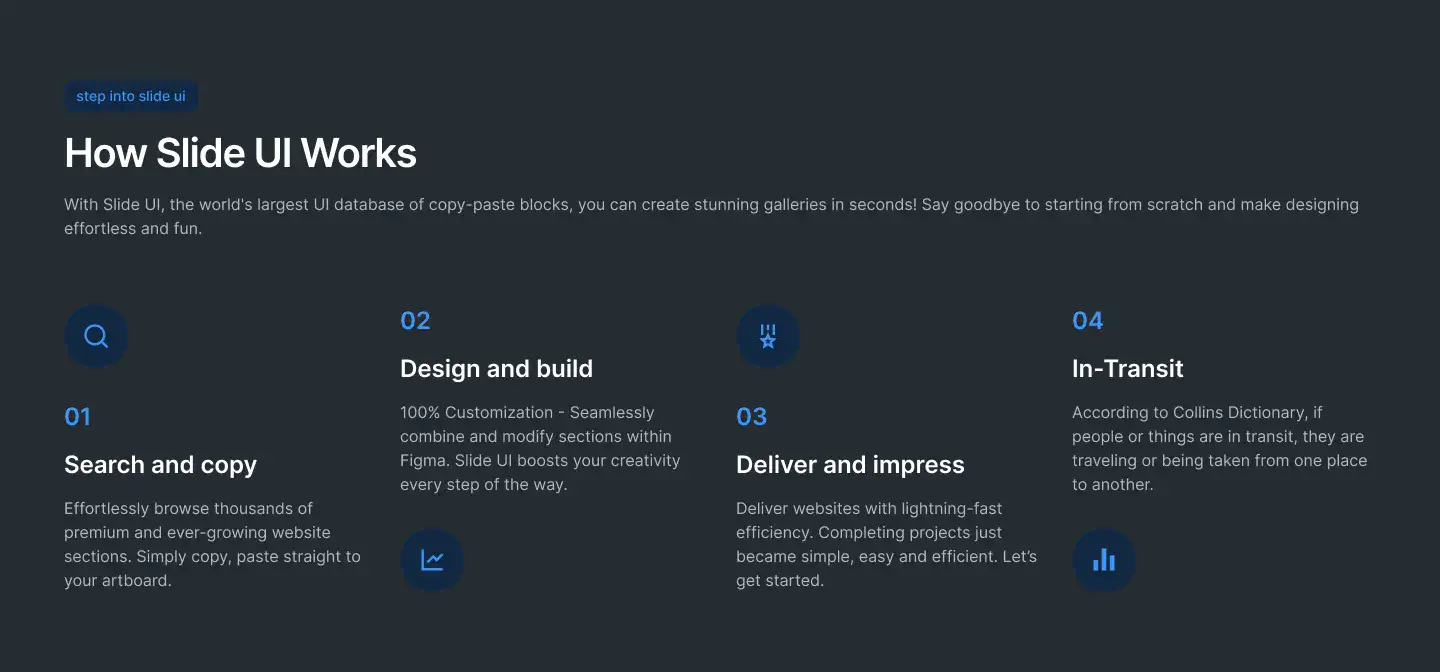 step into slide ui
How Slide UI Works
With Slide UI, the world's largest UI database of copy-paste blocks, you can create stunning galleries in seconds! Say goodbye to starting from scratch and make designing
effortless and fun.
01
Search and copy
Effortlessly browse thousands of
premium and ever-growing website
sections. Simply copy, paste straight to
your artboard.
02
Design and build
100% Customization - Seamlessly
combine and modify sections within
Figma. Slide UI boosts your creativity
every step of the way.
03
Deliver and impress
Deliver websites with lightning-fast
efficiency. Completing projects just
became simple, easy and efficient. Let’s
get started.
04
In-Transit
According to Collins Dictionary, if
people or things are in transit, they are
traveling or being taken from one place
to another.